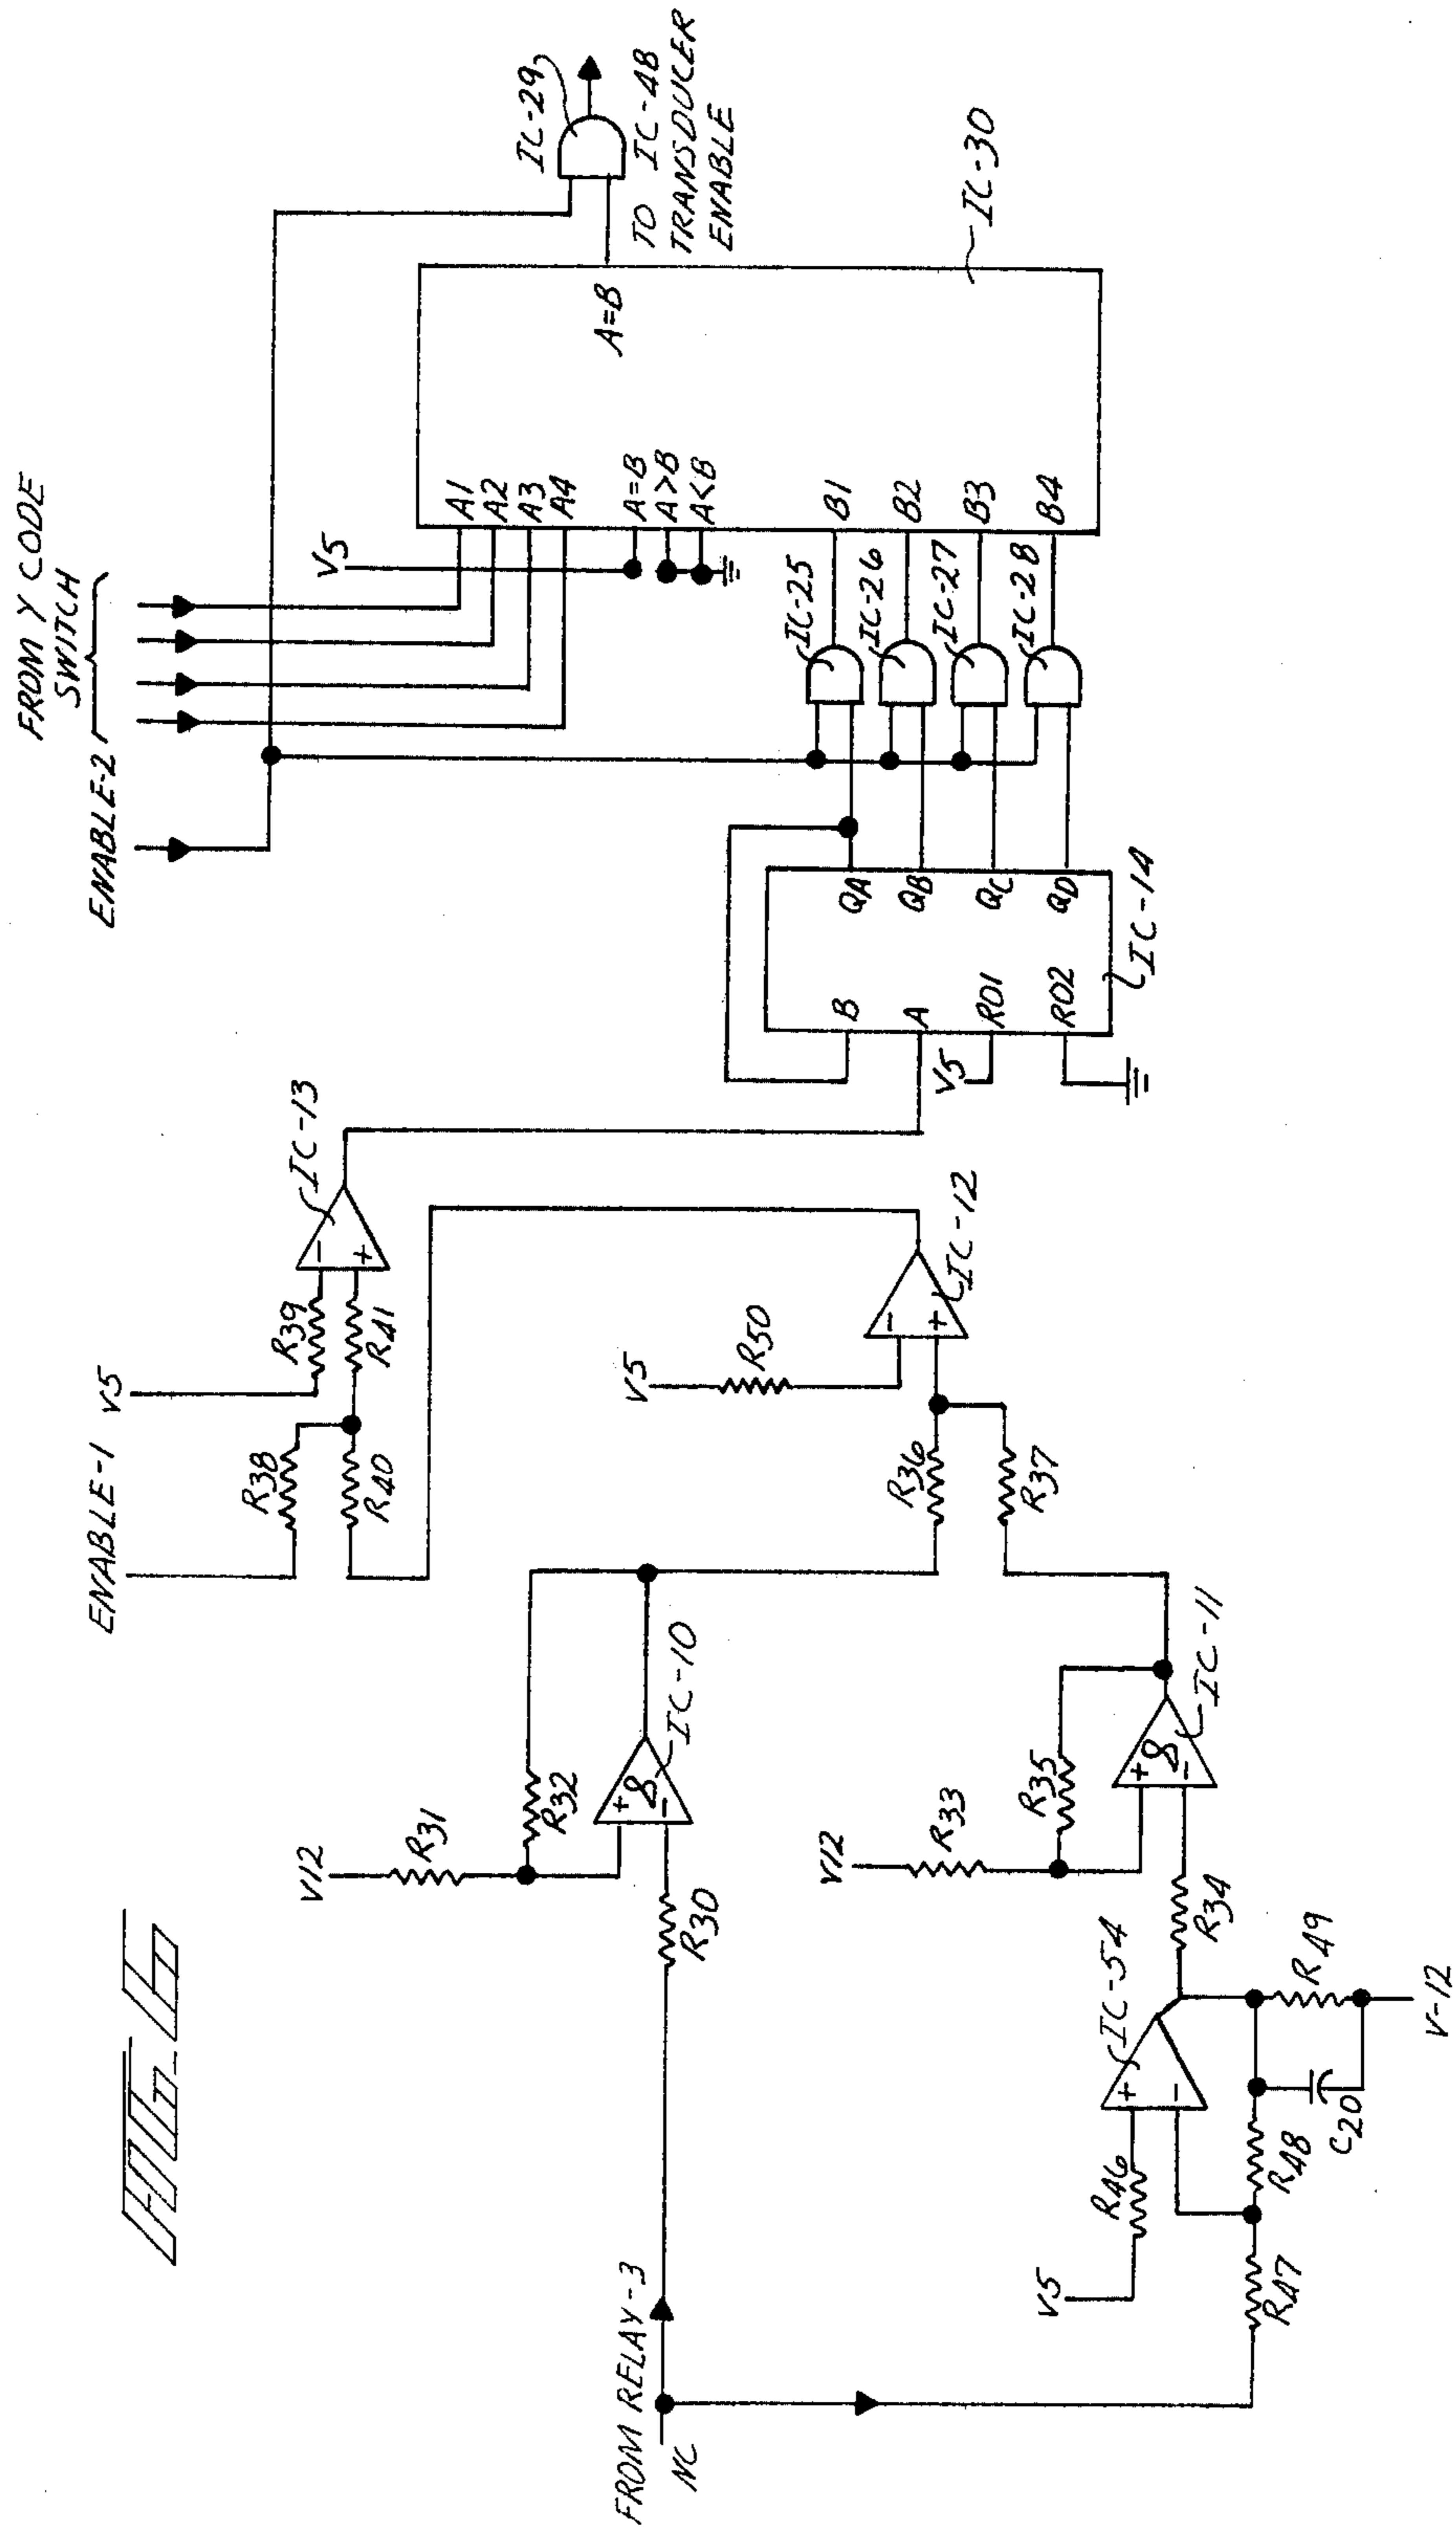 FIG. 6
FROM RELAY-3
NC
R30
V12
R31
R32
+
-
IC-10
V5
R46
R47
+
-
IC-54
R48
C20
R49
V-12
R34
V12
R33
R35
+
-
IC-11
ENABLE-1
V5
R38
R40
R39
R41
-
+
IC-13
R36
R37
V5
R50
-
+
IC-12
B
A
V5
RO1
RO2
QA
QB
QC
QD
IC-14
ENABLE-2
FROM Y CODE
SWITCH
V5
IC-25
IC-26
IC-27
IC-28
A1
A2
A3
A4
A=B
A>B
A<B
B1
B2
B3
B4
A=B
IC-30
IC-29
TO IC-48
TRANSDUCER
ENABLE